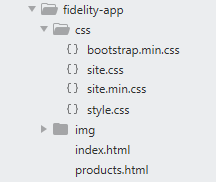 fidelity-app
css
{} bootstrap.min.css
{} site.css
{} site.min.css
{} style.css
img
index.html
products.html